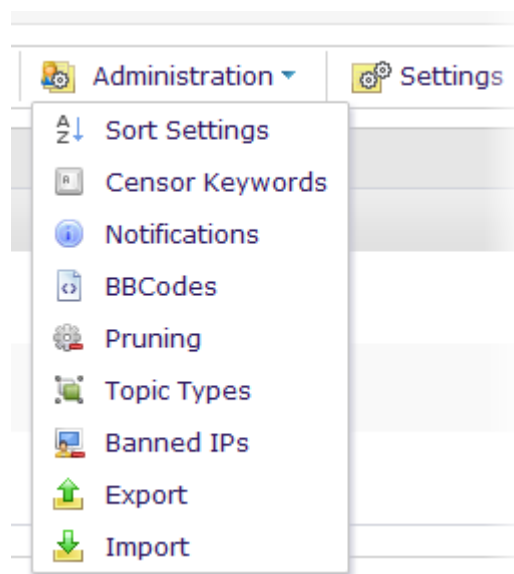 Administration Settings
Sort Settings
Censor Keywords
Notifications
BBCodes
Pruning
Topic Types
Banned IPs
Export
Import